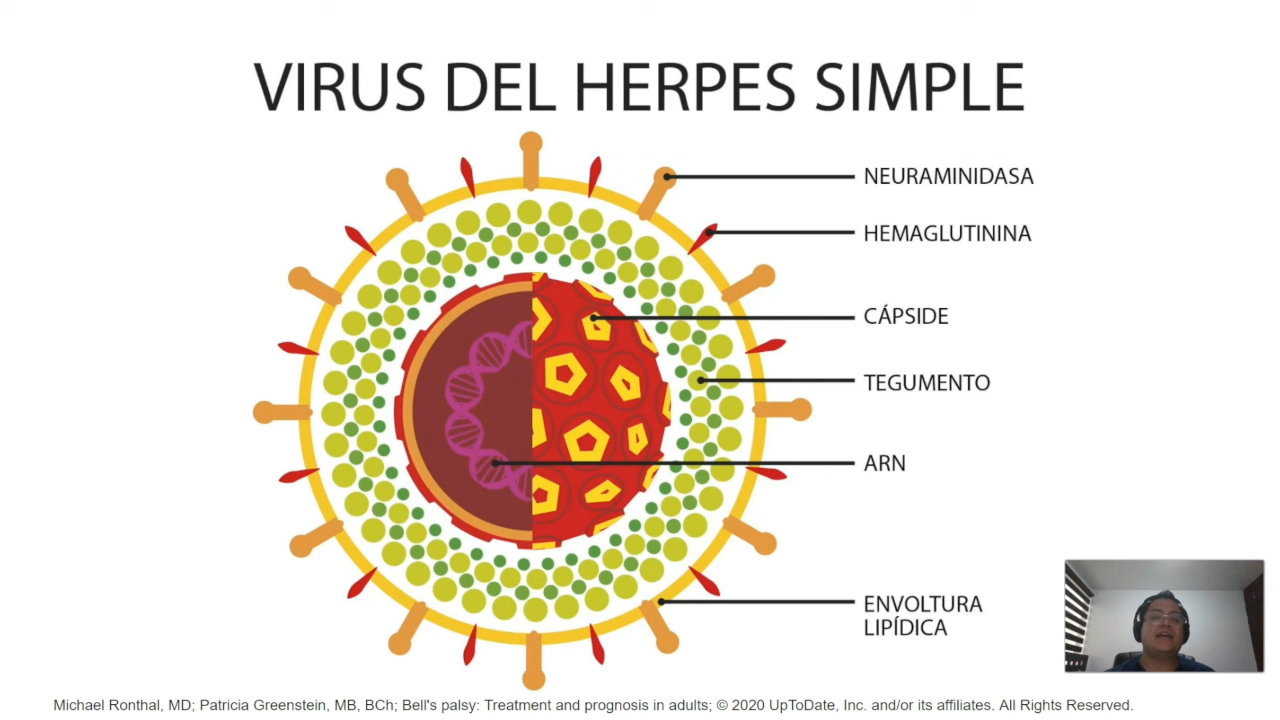 VIRUS DEL HERPES SIMPLE
NEURAMINIDASA
HEMAGLUTININA
CÁPSIDE
TEGUMENTO
ARN
ENVOLTURA
LIPÍDICA
Michael Ronthal, MD; Patricia Greenstein, MB, BCh; Bell's palsy: Treatment and prognosis in adults; © 2020 UpToDate, Inc. and/or its affiliates. All Rights Reserved.